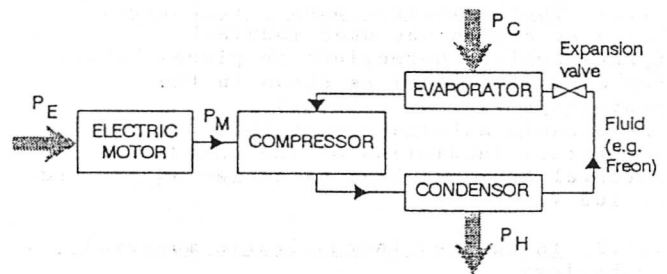 P_C
Expansion
valve
EVAPORATOR
P_E
P_M
ELECTRIC
MOTOR
COMPRESSOR
Fluid
(e.g.
Freon)
CONDENSOR
P_H